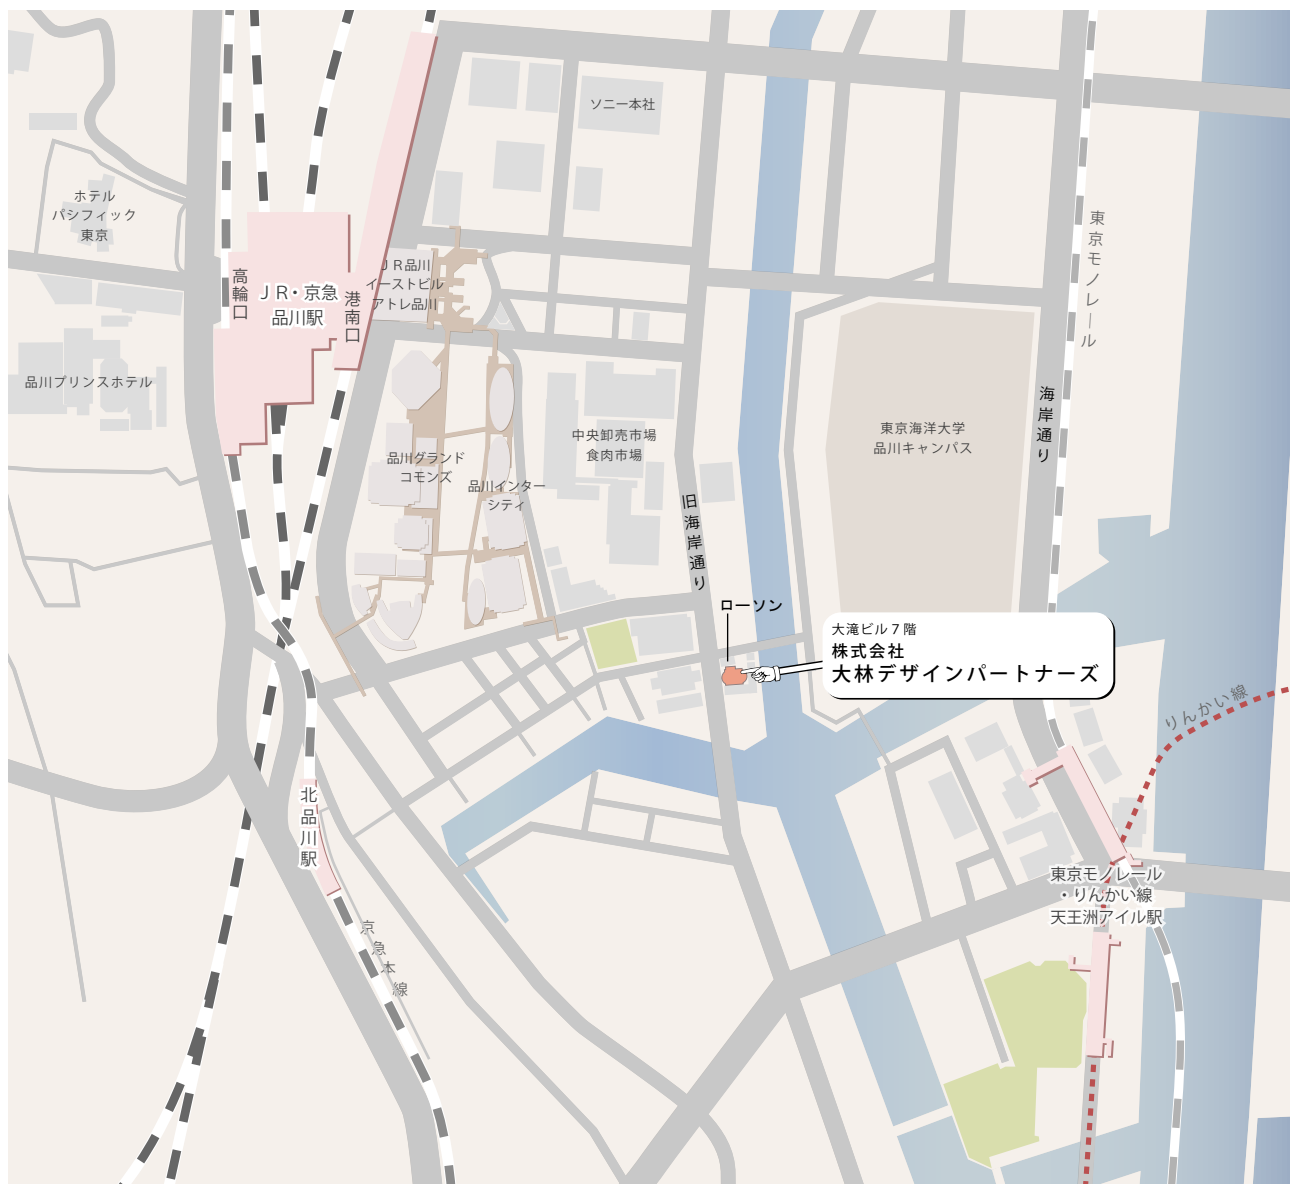 ソニー本社
ホテル
パシフィック
東京
高輪口
ＪＲ・京急
品川駅
港南口
ＪＲ品川
イーストビル
アトレ品川
東京モノレール
品川プリンスホテル
海岸通り
中央卸売市場
食肉市場
東京海洋大学
品川キャンパス
品川グランド
コモンズ
品川インター
シティ
旧海岸通り
ローソン
大滝ビル７階
株式会社
大林デザインパートナーズ
りんかい線
北品川駅
東京モノレール
・りんかい線
天王洲アイル駅
京急本線